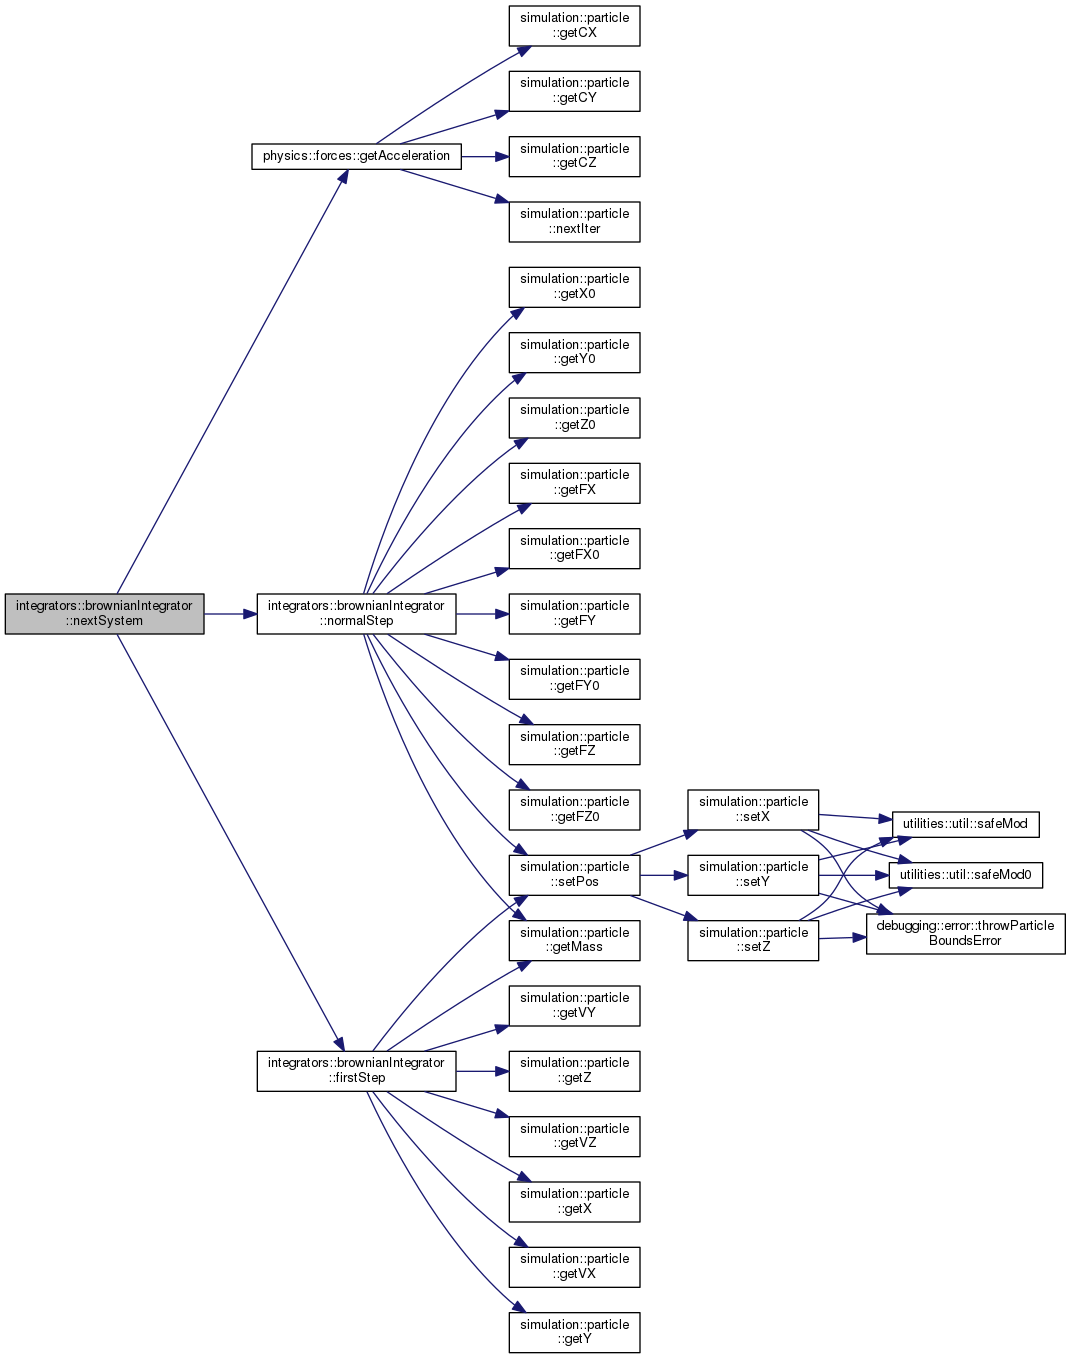 simulation::particle
::getCX
simulation::particle
::getCY
physics::forces::getAcceleration
simulation::particle
::getCZ
simulation::particle
::nextIter
simulation::particle
::getX0
simulation::particle
::getY0
simulation::particle
::getZ0
simulation::particle
::getFX
simulation::particle
::getFX0
integrators::brownianIntegrator
::nextSystem
integrators::brownianIntegrator
::normalStep
simulation::particle
::getFY
simulation::particle
::getFY0
simulation::particle
::getFZ
simulation::particle
::getFZ0
simulation::particle
::setX
utilities::util::safeMod
simulation::particle
::setPos
simulation::particle
::setY
utilities::util::safeMod0
simulation::particle
::getMass
simulation::particle
::setZ
debugging::error::throwParticle
BoundsError
simulation::particle
::getVY
integrators::brownianIntegrator
::firstStep
simulation::particle
::getZ
simulation::particle
::getVZ
simulation::particle
::getX
simulation::particle
::getVX
simulation::particle
::getY